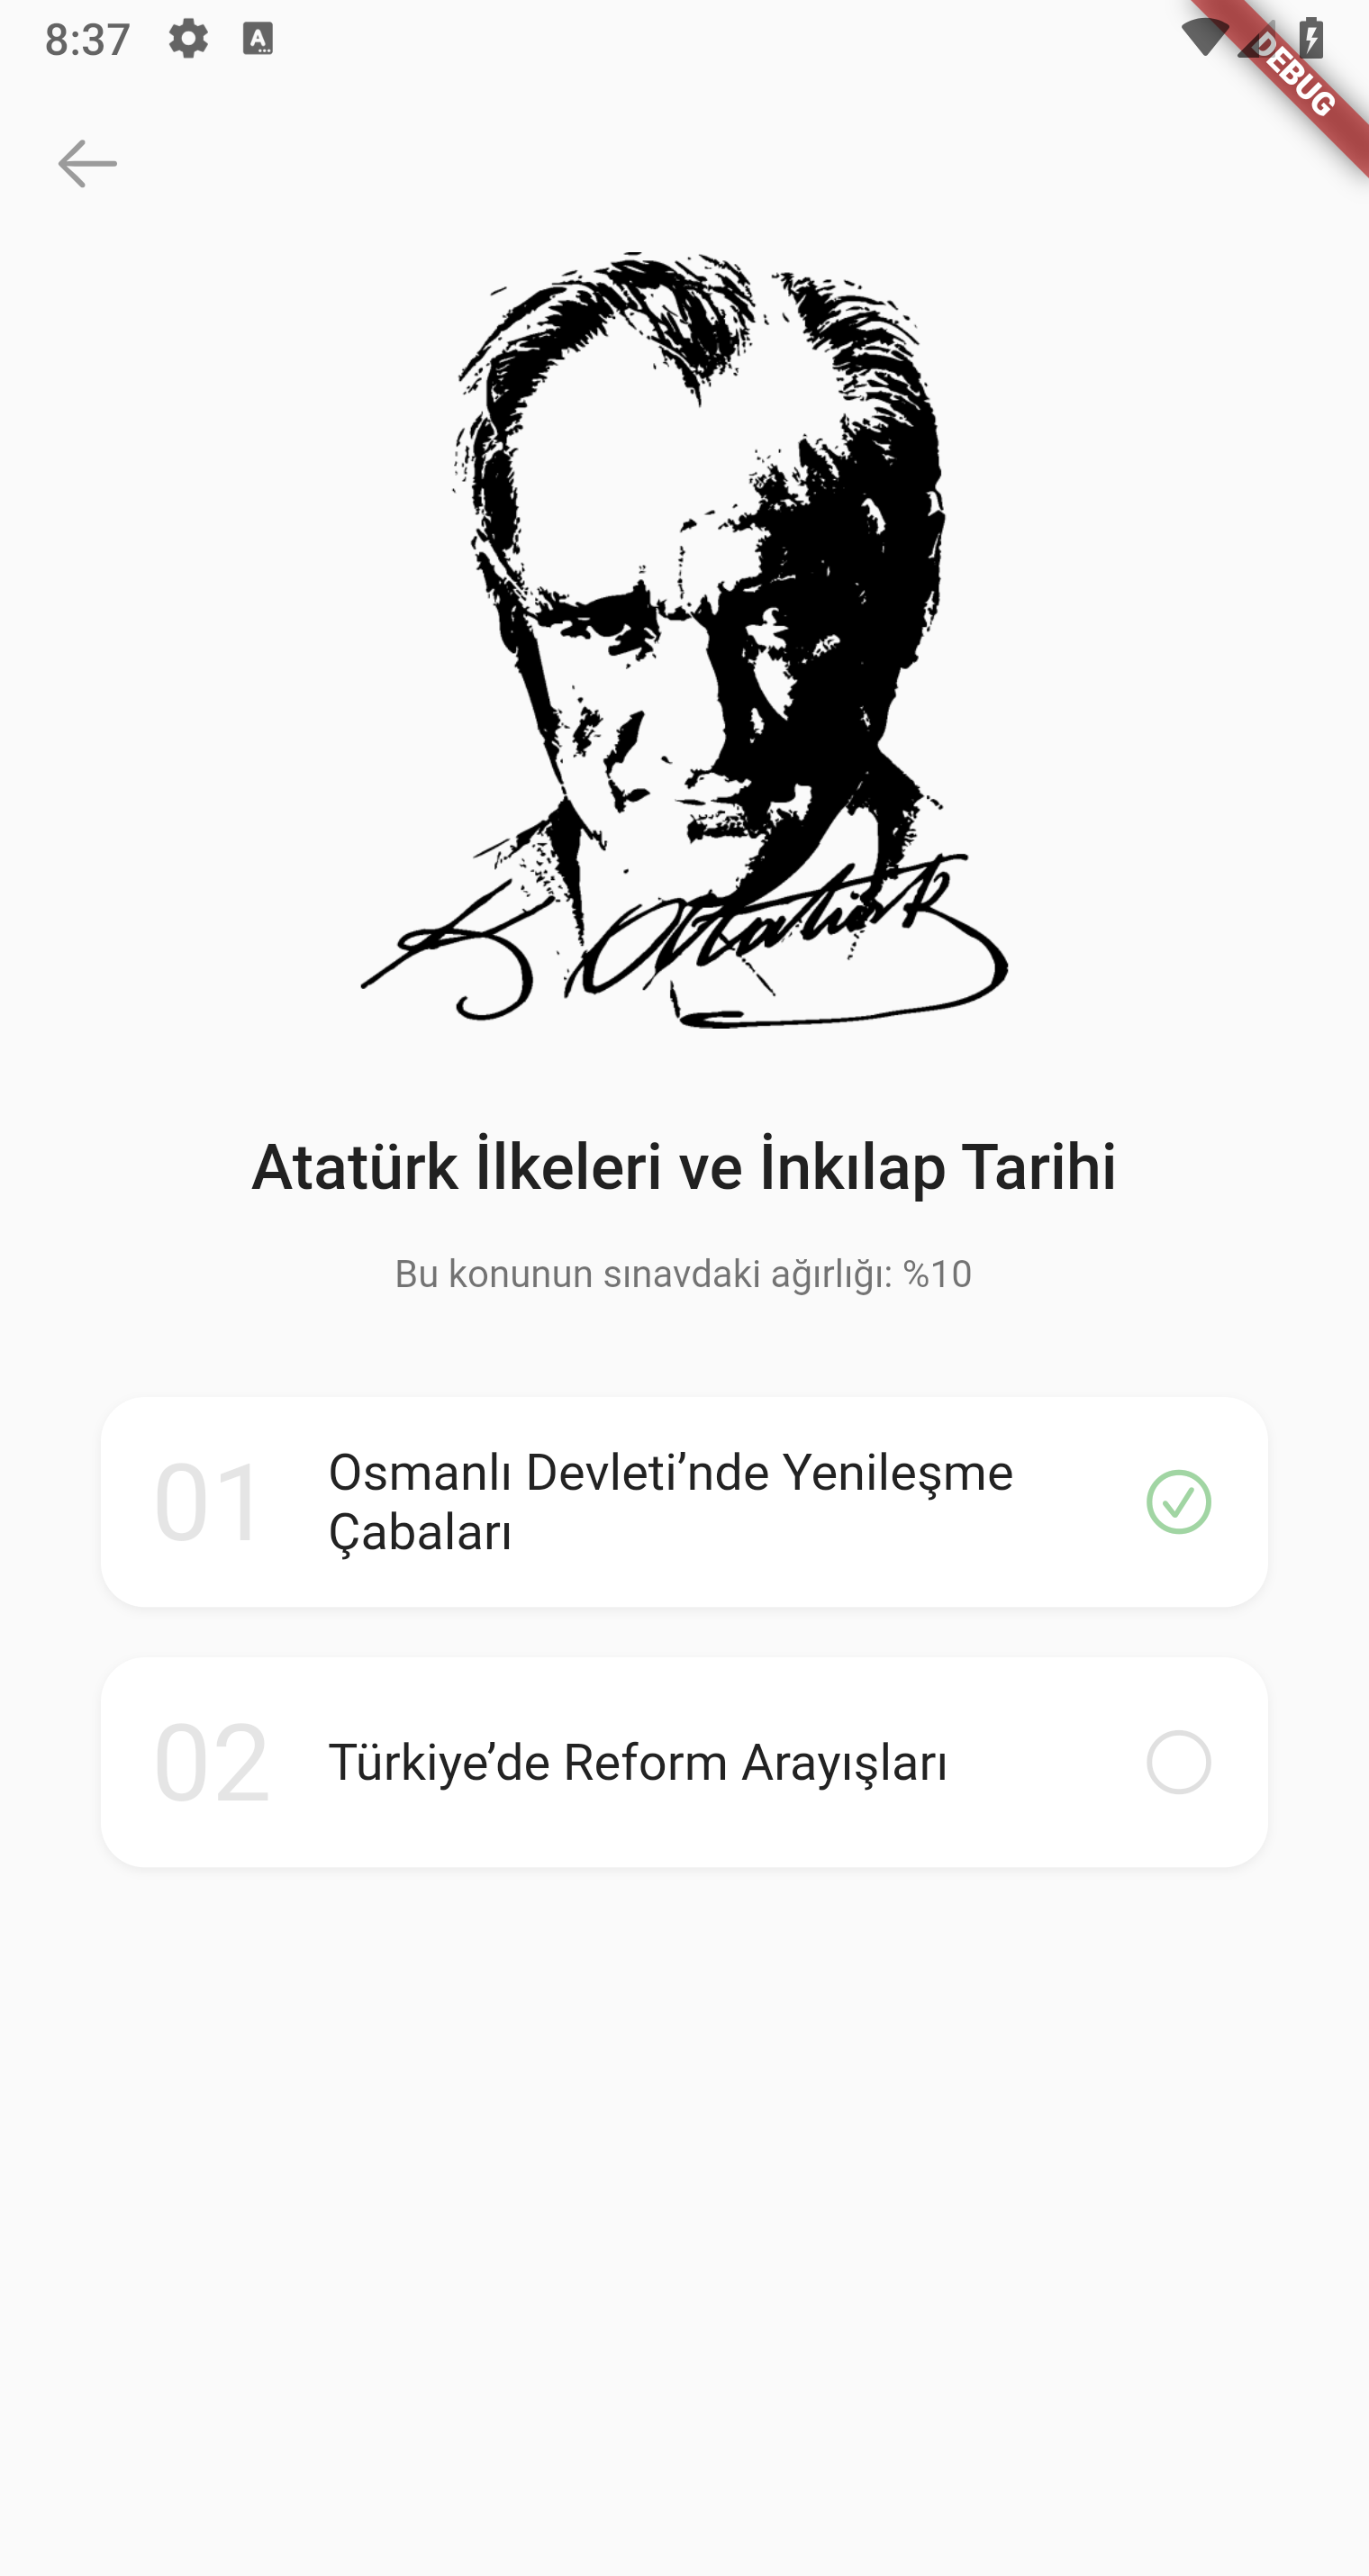 8:37
A
DEBUG
K. Atatürk
Atatürk İlkeleri ve İnkılap Tarihi
Bu konunun sınavdaki ağırlığı: %10
01
Osmanlı Devleti’nde Yenileşme
Çabaları
02
Türkiye’de Reform Arayışları